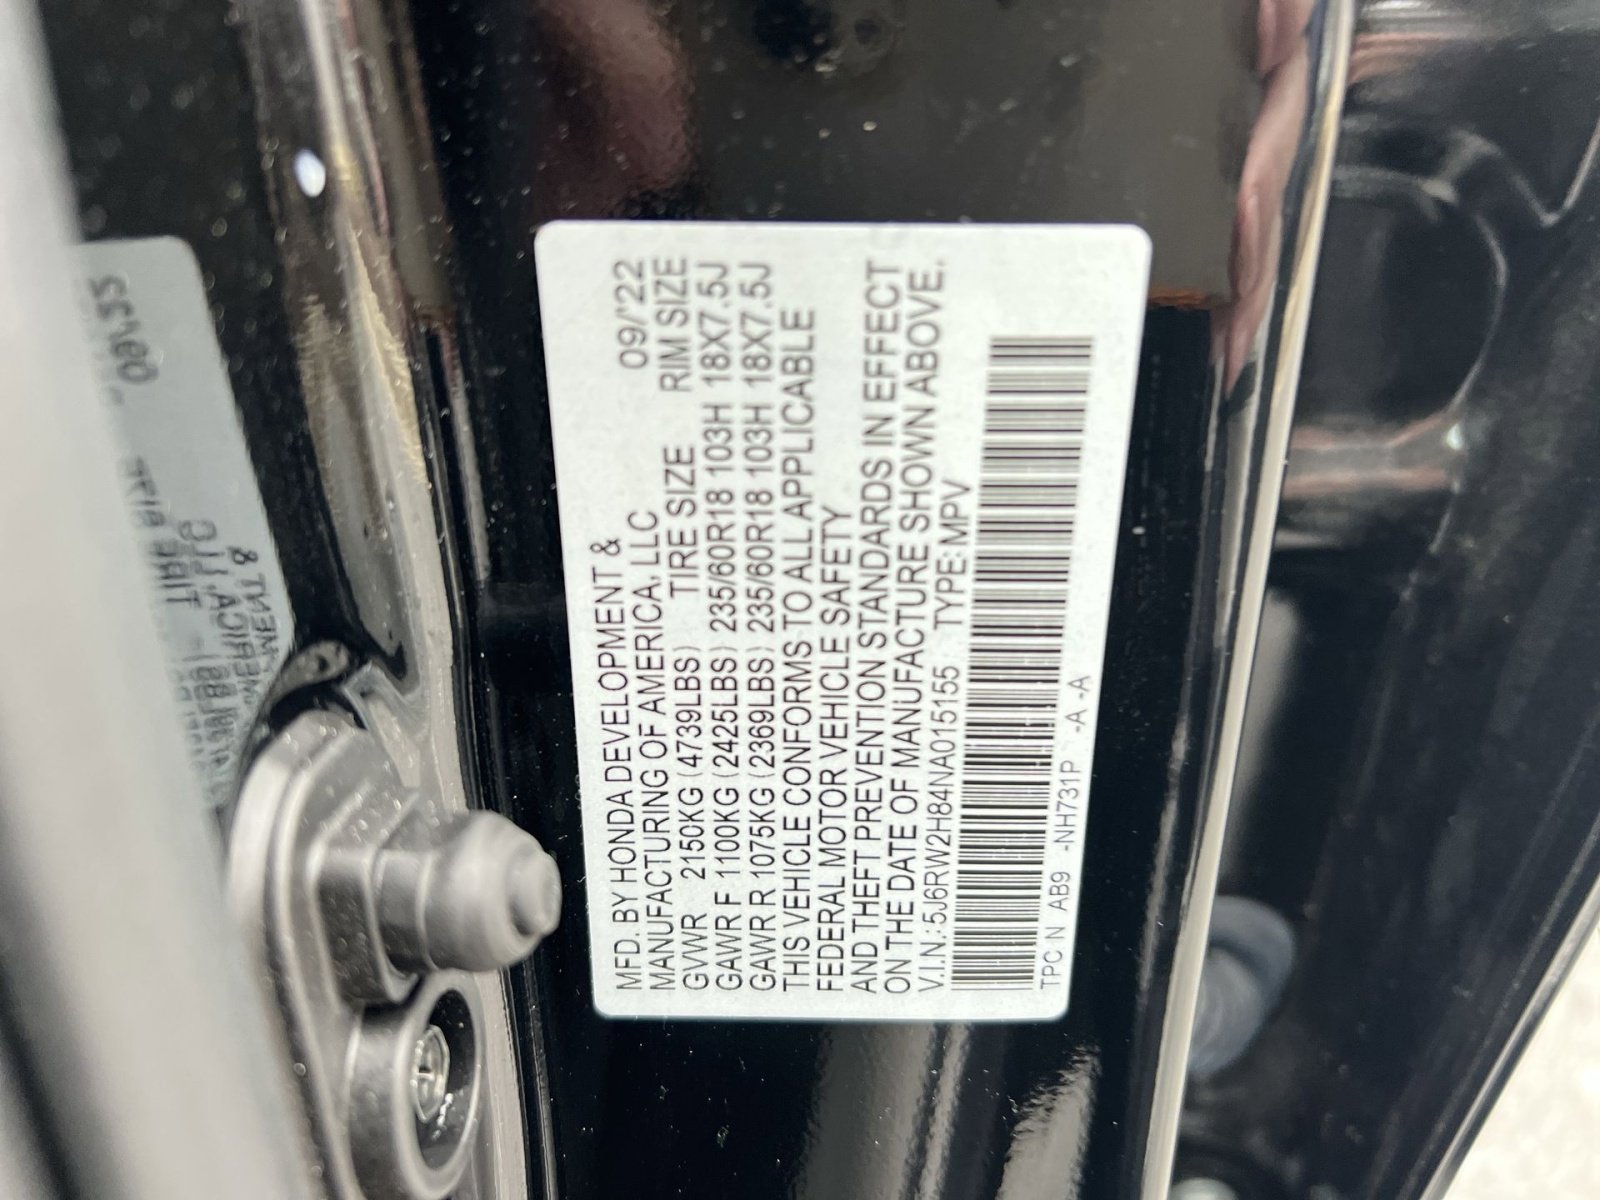 MFD. BY HONDA DEVELOPMENT & 09/'22
MANUFACTURING OF AMERICA, LLC
TIRE SIZE RIM SIZE
GVWR 2150KG (4739LBS)
GAWR F 1100KG (2425LBS) 235/60R18 103H 18X7.5J
GAWR R 1075KG (2369LBS) 235/60R18 103H 18X7.5J
THIS VEHICLE CONFORMS TO ALL APPLICABLE
FEDERAL MOTOR VEHICLE SAFETY
AND THEFT PREVENTION STANDARDS IN EFFECT
ON THE DATE OF MANUFACTURE SHOWN ABOVE.
V.I.N.: 5J6RW2H84NA015155 TYPE: MPV
TPC N AB9 -NH731P -A -A